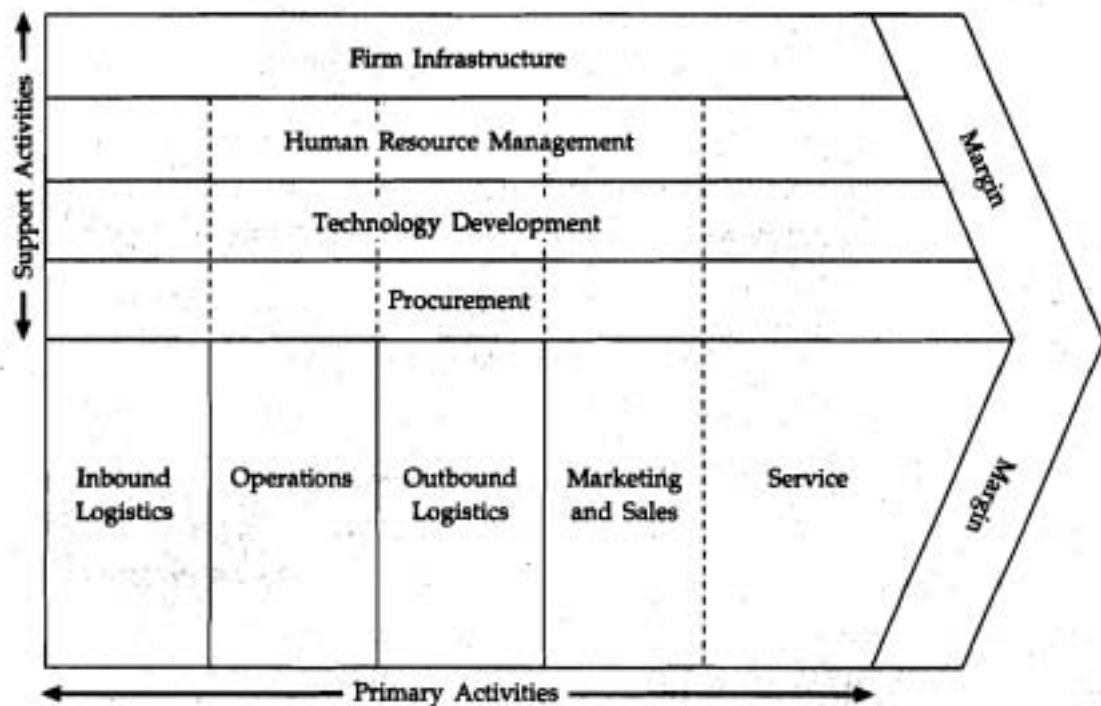 Support Activities
Firm Infrastructure
Human Resource Management
Technology Development
Procurement
Margin
Inbound
Logistics
Operations
Outbound
Logistics
Marketing
and Sales
Service
Margin
Primary Activities